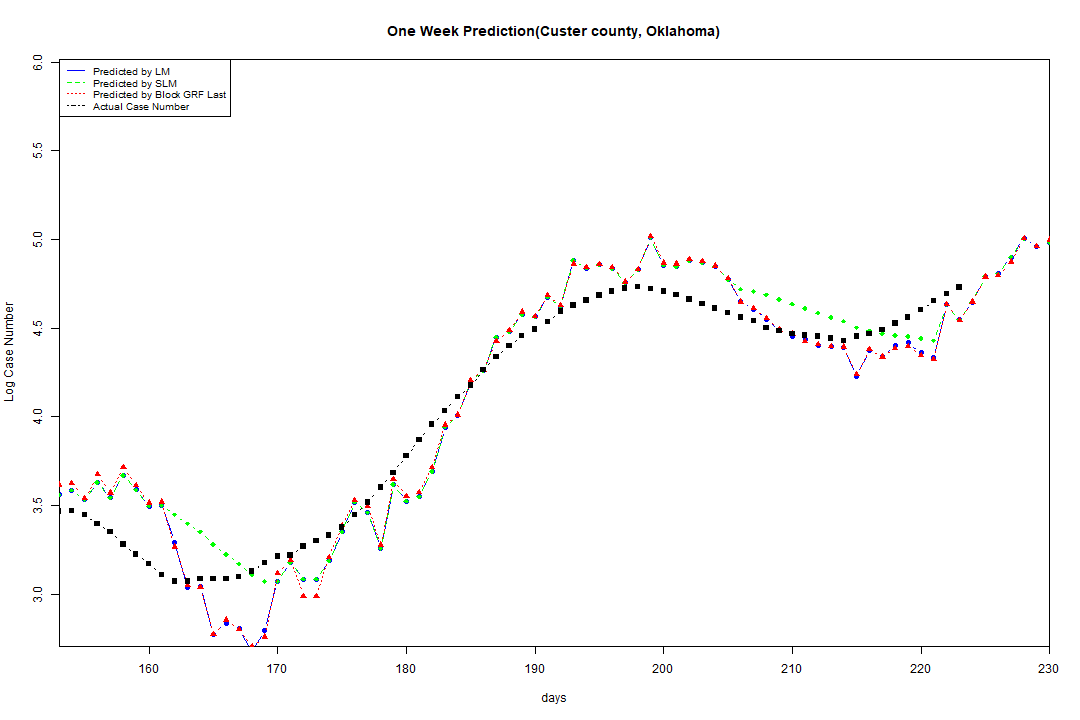 One Week Prediction(Custer county, Oklahoma)
Predicted by LM
Predicted by SLM
Predicted by Block GRF Last
Actual Case Number
6.0
5.5
5.0
4.5
4.0
3.5
3.0
Log Case Number
160 170 180 190 200 210 220 230
days